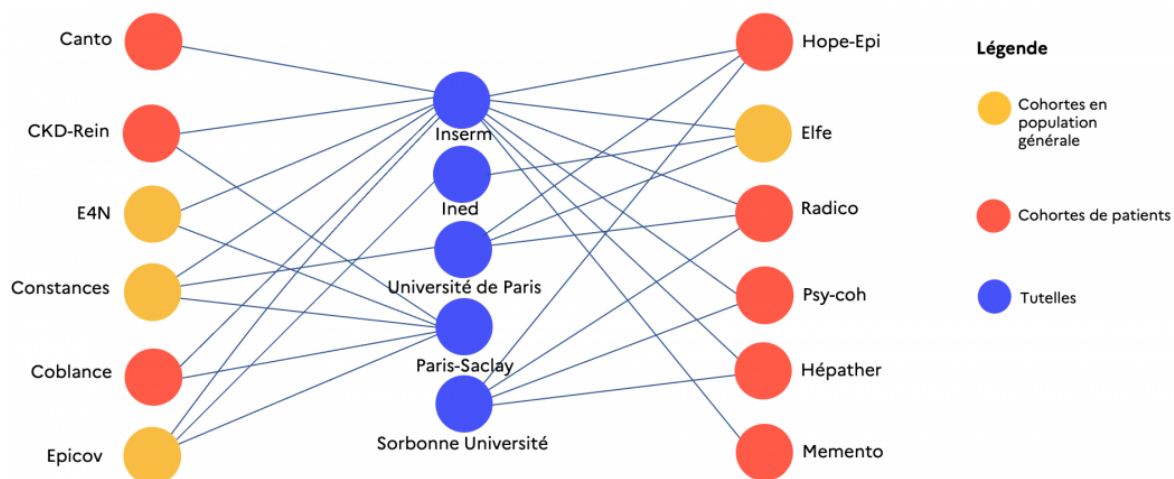 Canto
CKD-Rein
E4N
Constances
Coblance
Epicov
Inserm
Ined
Université de Paris
Paris-Saclay
Sorbonne Université
Hope-Epi
Elfe
Radico
Psy-coh
Hépather
Memento
Légende
Cohortes en
population
générale
Cohortes de patients
Tutelles